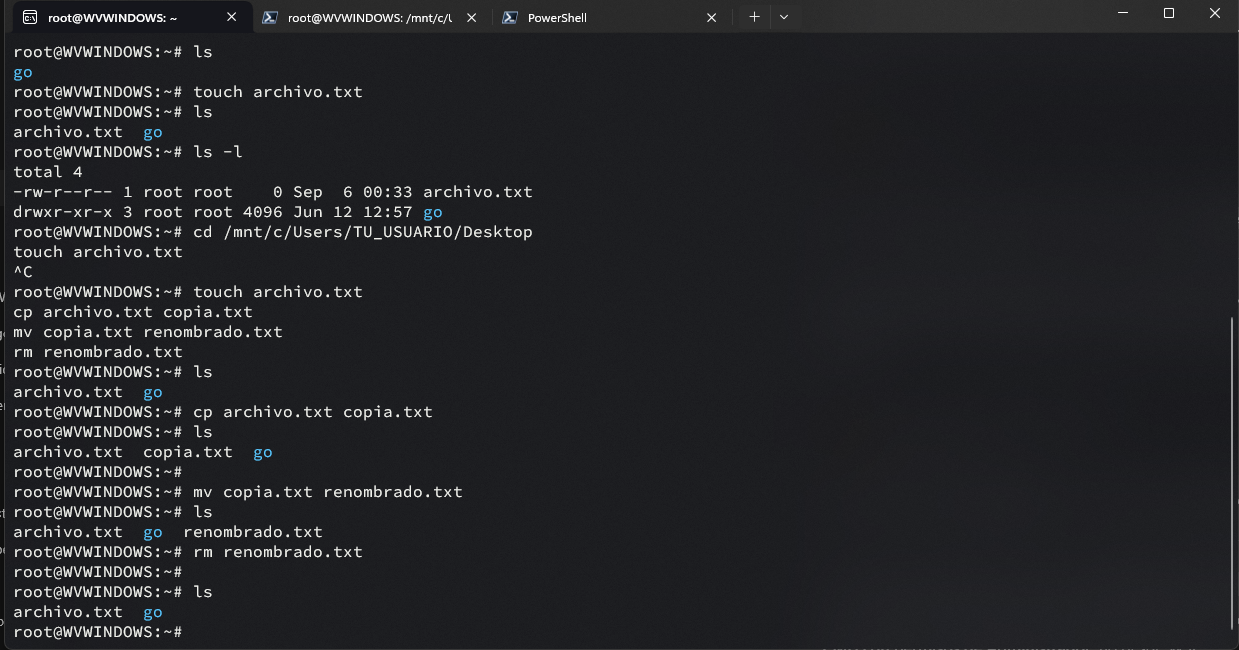 root@WVWINDOWS: ~
root@WVWINDOWS: /mnt/c/U
PowerShell
root@WVWINDOWS:~# ls
go
root@WVWINDOWS:~# touch archivo.txt
root@WVWINDOWS:~# ls
archivo.txt  go
root@WVWINDOWS:~# ls -l
total 4
-rw-r--r-- 1 root root    0 Sep  6 00:33 archivo.txt
drwxr-xr-x 3 root root 4096 Jun 12 12:57 go
root@WVWINDOWS:~# cd /mnt/c/Users/TU_USUARIO/Desktop
touch archivo.txt
^C
root@WVWINDOWS:~# touch archivo.txt
cp archivo.txt copia.txt
mv copia.txt renombrado.txt
rm renombrado.txt
root@WVWINDOWS:~# ls
archivo.txt  go
root@WVWINDOWS:~# cp archivo.txt copia.txt
root@WVWINDOWS:~# ls
archivo.txt  copia.txt  go
root@WVWINDOWS:~#
root@WVWINDOWS:~# mv copia.txt renombrado.txt
root@WVWINDOWS:~# ls
archivo.txt  go  renombrado.txt
root@WVWINDOWS:~# rm renombrado.txt
root@WVWINDOWS:~#
root@WVWINDOWS:~# ls
archivo.txt  go
root@WVWINDOWS:~#